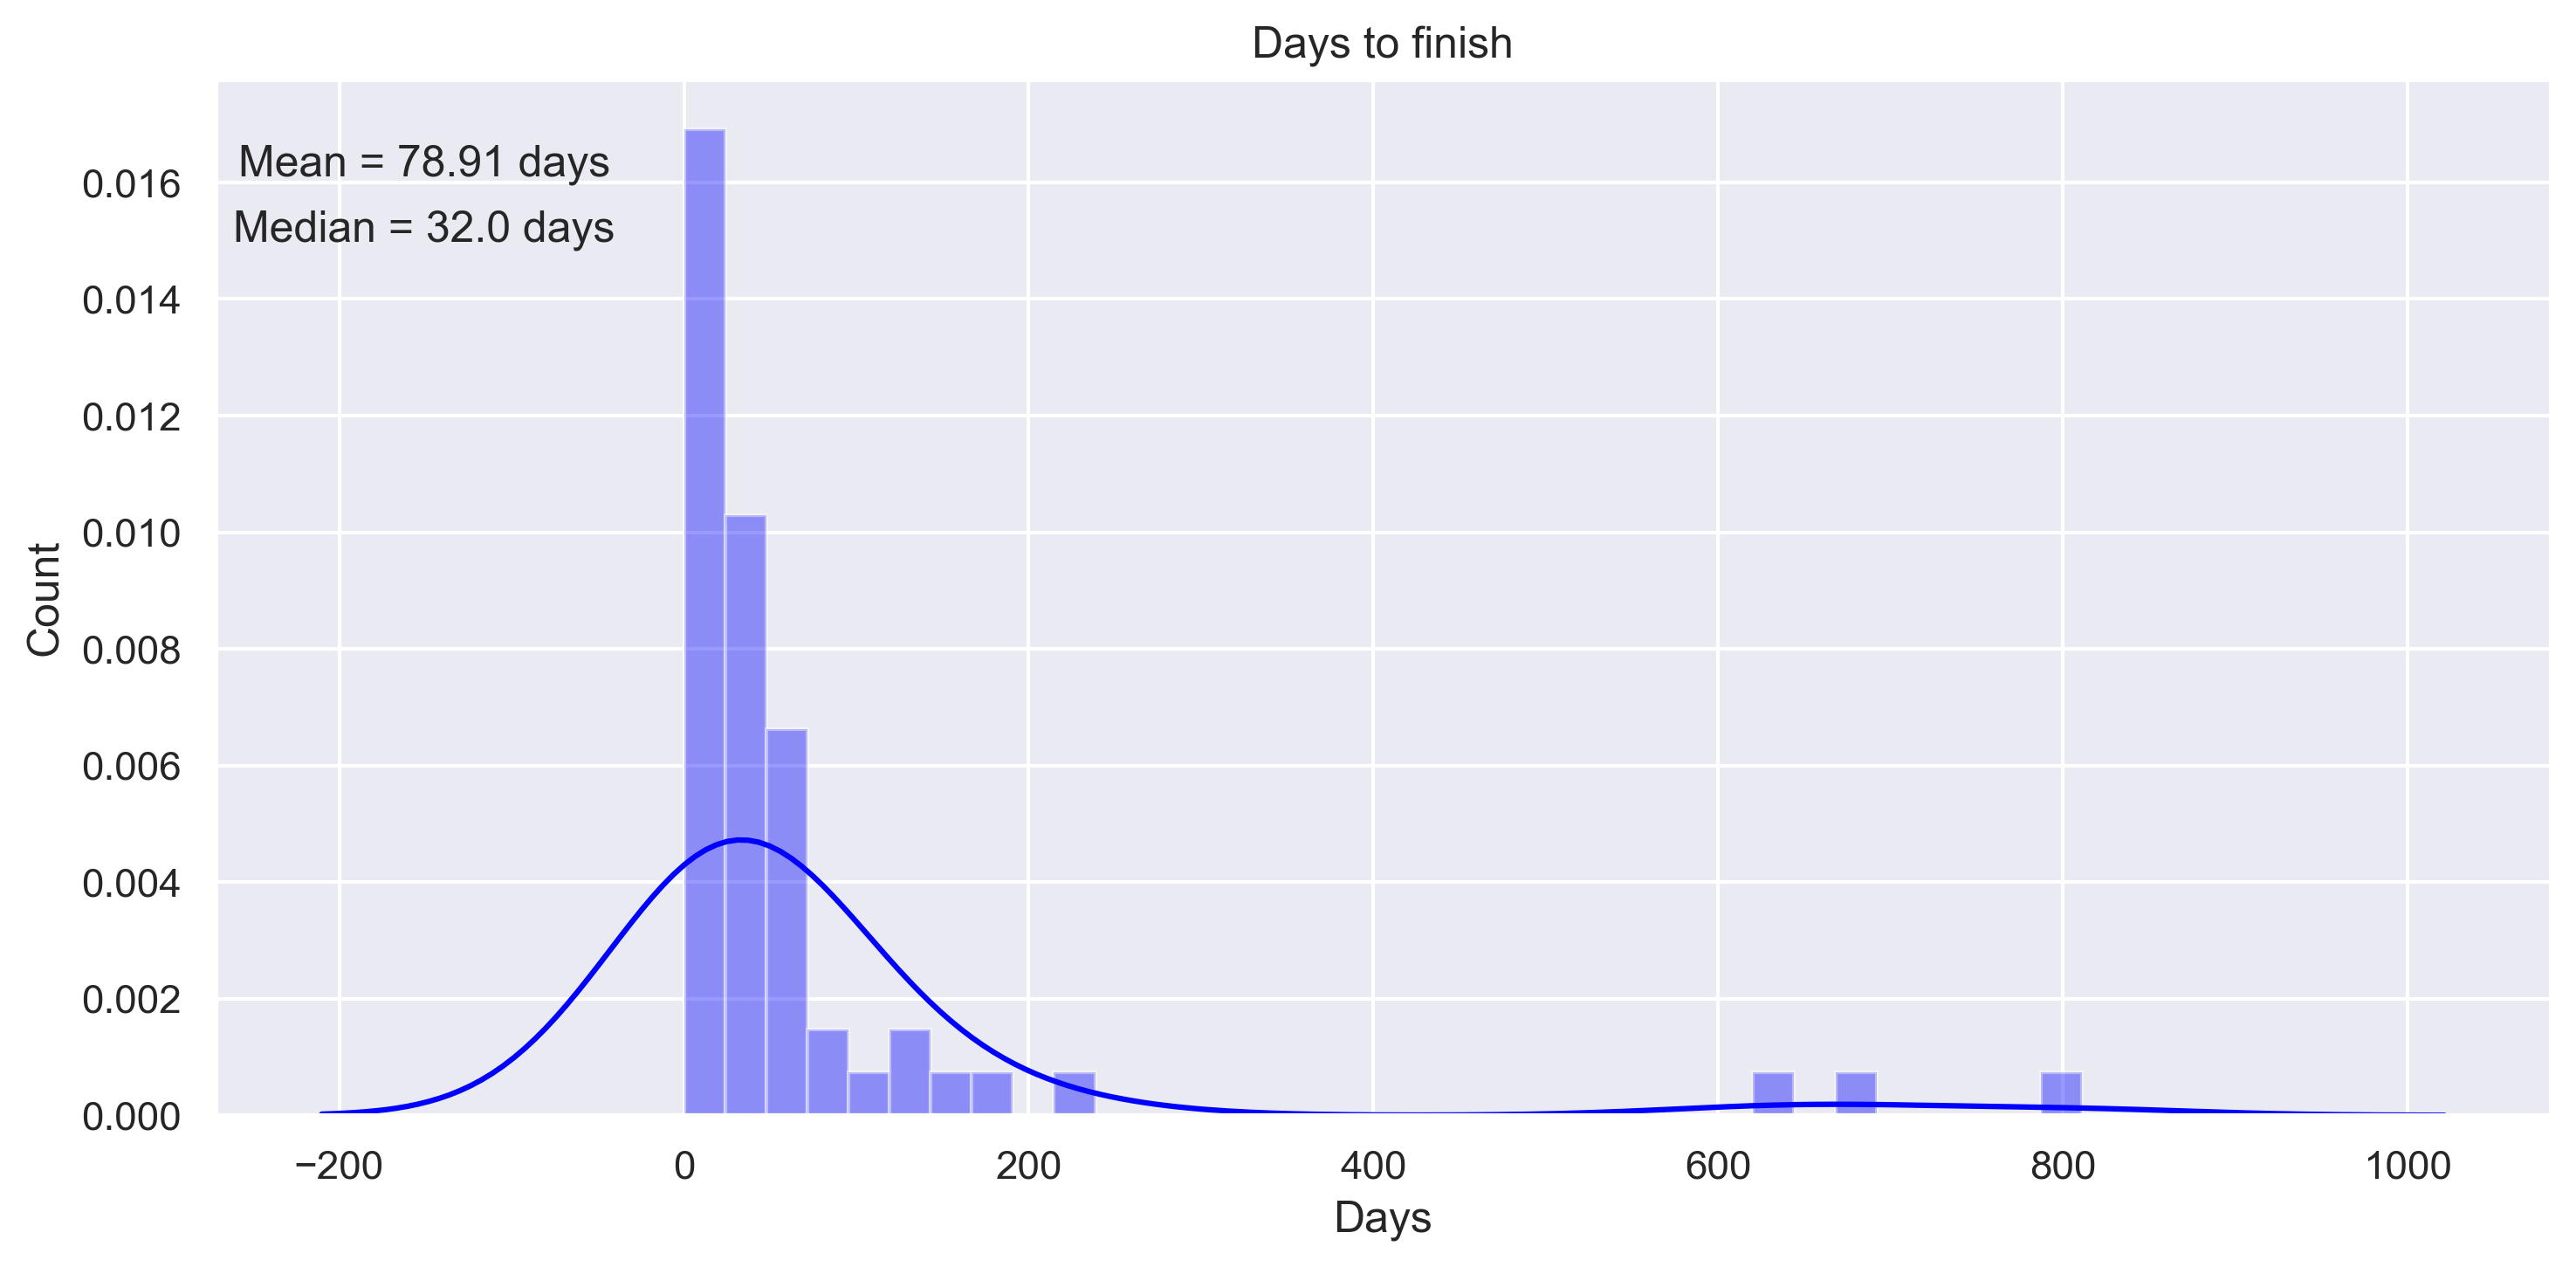 Days to finish
Mean = 78.91 days
Median = 32.0 days
0.016
0.014
0.012
0.010
0.008
0.006
0.004
0.002
0.000
Count
−200 0 200 400 600 800 1000
Days